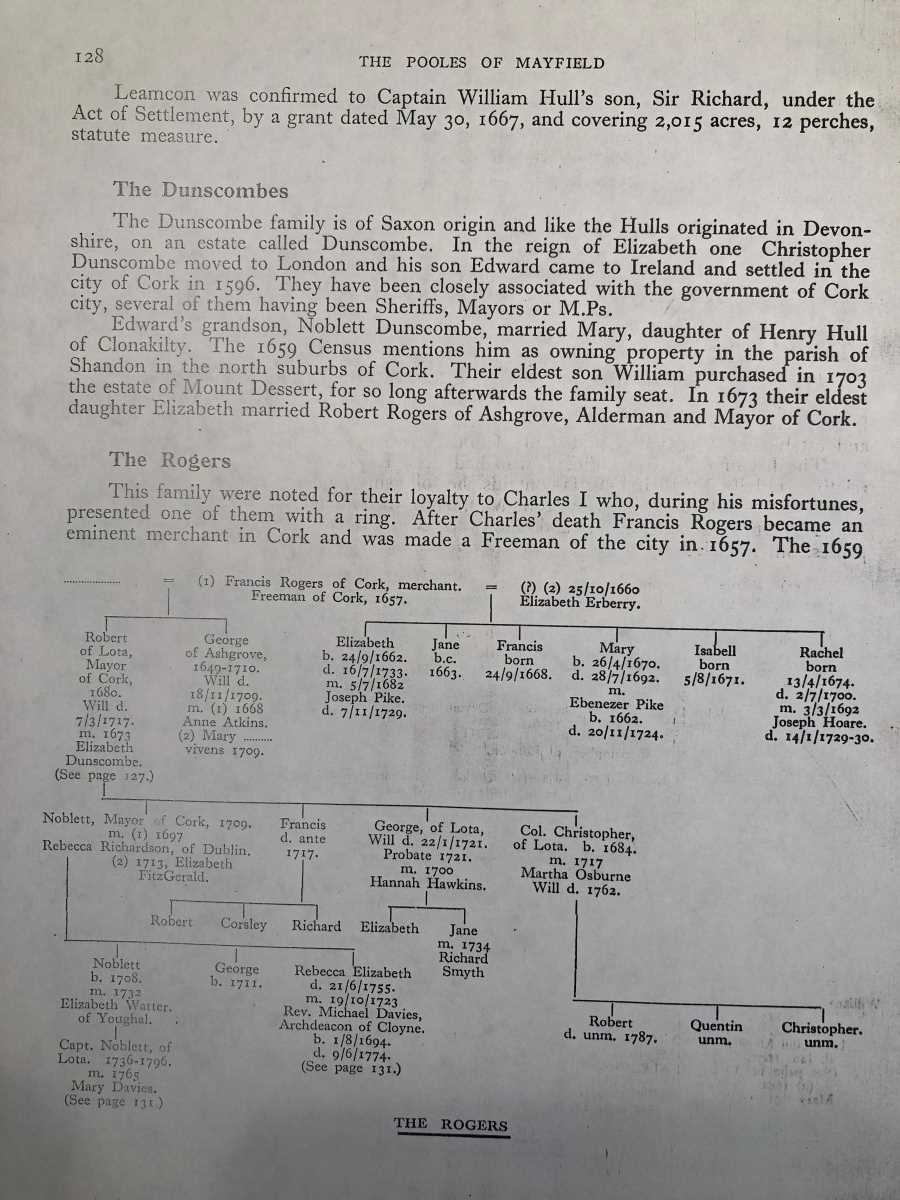 128
THE POOLES OF MAYFIELD
Leamcon was confirmed to Captain William Hull's son, Sir Richard, under the
Act of Settlement, by a grant dated May 30, 1667, and covering 2,015 acres, 12 perches,
statute measure.
The Dunscombes
The Dunscombe family is of Saxon origin and like the Hulls originated in Devon-
shire, on an estate called Dunscombe. In the reign of Elizabeth one Christopher
Dunscombe moved to London and his son Edward came to Ireland and settled in the
city of Cork in 1596. They have been closely associated with the government of Cork
city, several of them having been Sheriffs, Mayors or M.Ps.
Edward's grandson, Noblett Dunscombe, married Mary, daughter of Henry Hull
of Clonakilty. The 1659 Census mentions him as owning property in the parish of
Shandon in the north suburbs of Cork. Their eldest son William purchased in 1703
the estate of Mount Dessert, for so long afterwards the family seat. In 1673 their eldest
daughter Elizabeth married Robert Rogers of Ashgrove, Alderman and Mayor of Cork.
The Rogers
This family were noted for their loyalty to Charles I who, during his misfortunes,
presented one of them with a ring. After Charles' death Francis Rogers became an
eminent merchant in Cork and was made a Freeman of the city in 1657. The 1659
.................... = (1) Francis Rogers of Cork, merchant. = (?) (2) 25/10/1660
Freeman of Cork, 1657. Elizabeth Erberry.
Robert
of Lota,
Mayor
of Cork,
1680.
Will d.
7/3/1717.
m. 1673
Elizabeth
Dunscombe.
(See page 127.)
George
of Ashgrove,
1649-1710.
Will d.
18/11/1709.
m. (1) 1668
Anne Atkins.
(2) Mary ..........
vivens 1709.
Elizabeth
b. 24/9/1662.
d. 16/7/1733.
m. 5/7/1682
Joseph Pike.
d. 7/11/1729.
Jane
b.c.
1663.
Francis
born
24/9/1668.
Mary
b. 26/4/1670.
d. 28/7/1692.
m.
Ebenezer Pike
b. 1662.
d. 20/11/1724.
Isabell
born
5/8/1671.
Rachel
born
13/4/1674.
d. 2/7/1700.
m. 3/3/1692
Joseph Hoare.
d. 14/1/1729-30.
Noblett, Mayor of Cork, 1709.
m. (1) 1697
Rebecca Richardson, of Dublin.
(2) 1713, Elizabeth
FitzGerald.
Francis
d. ante
1717.
George, of Lota,
Will d. 22/1/1721.
Probate 1721.
m. 1700
Hannah Hawkins.
Col. Christopher,
of Lota. b. 1684.
m. 1717
Martha Osburne
Will d. 1762.
Robert
Corsley
Richard
Elizabeth
Jane
m. 1734
Richard
Smyth
Noblett
b. 1708.
m. 1732
Elizabeth Watter.
of Youghal.
Capt. Noblett, of
Lota. 1736-1796.
m. 1765
Mary Davies.
(See page 131.)
George
b. 1711.
Rebecca Elizabeth
d. 21/6/1755.
m. 19/10/1723
Rev. Michael Davies,
Archdeacon of Cloyne.
b. 1/8/1694.
d. 9/6/1774.
(See page 131.)
Robert
d. unm. 1787.
Quentin
unm.
Christopher.
unm.
THE ROGERS